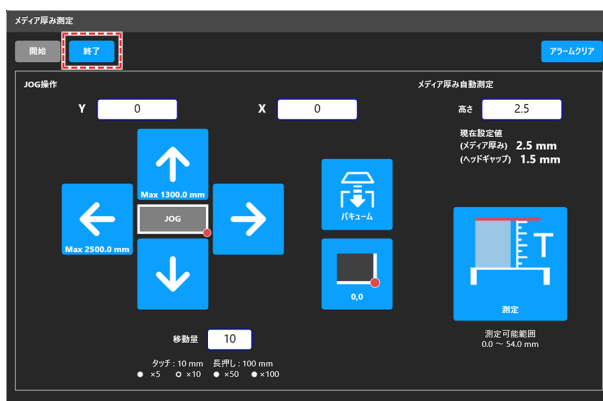 メディア厚み測定
開始
終了
アラームクリア
JOG操作
メディア厚み自動測定
Y 0 X 0
高さ 2.5
現在設定値
(メディア厚み) 2.5 mm
(ヘッドギャップ) 1.5 mm
Max 1300.0 mm
JOG
Max 2500.0 mm
バキューム
0,0
T
測定
測定可能範囲
0.0 ～ 54.0 mm
移動量 10
タッチ : 10 mm 長押し : 100 mm
×5 ×10 ×50 ×100